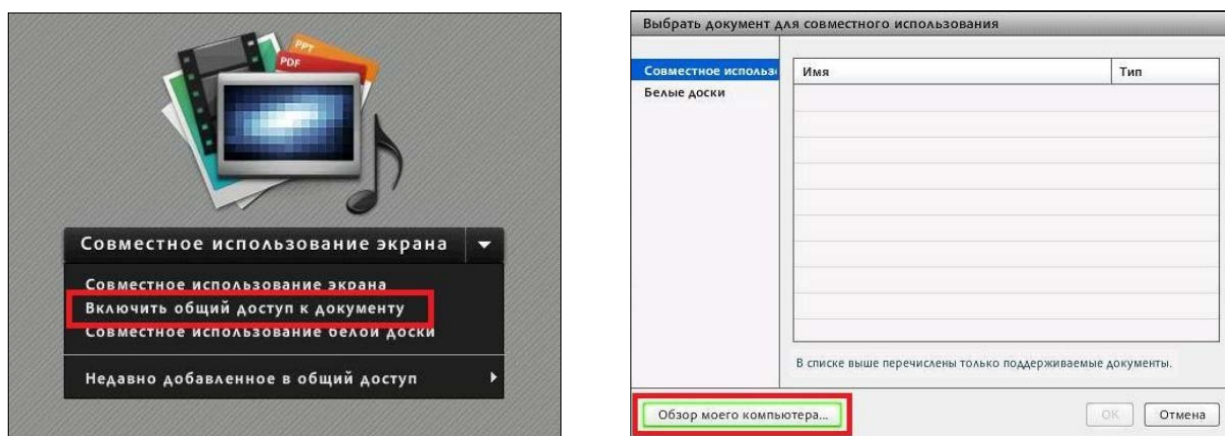 PPT
PDF
Совместное использование экрана
Совместное использование экрана
Включить общий доступ к документу
Совместное использование белой доски
Недавно добавленное в общий доступ
Выбрать документ для совместного использования
Совместное использ
Имя
Тип
Белые доски
В списке выше перечислены только поддерживаемые документы.
Обзор моего компьютера...
OK
Отмена